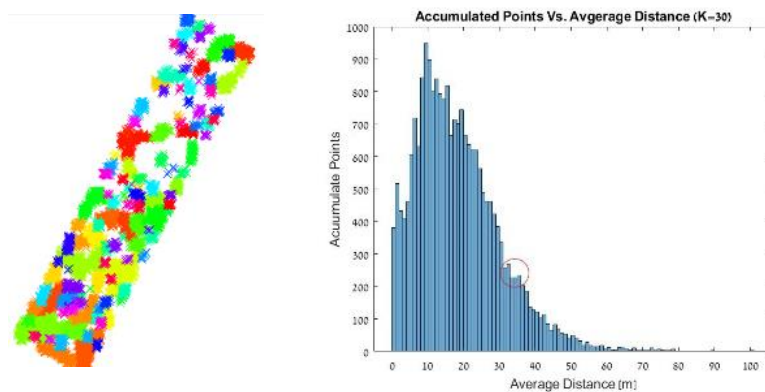 Accumulated Points Vs. Avgerage Distance (K=30)
1000
900
800
700
600
500
400
300
200
100
0
Acuumulate Points
0 10 20 30 40 50 60 70 80 90 100
Average Distance [m]